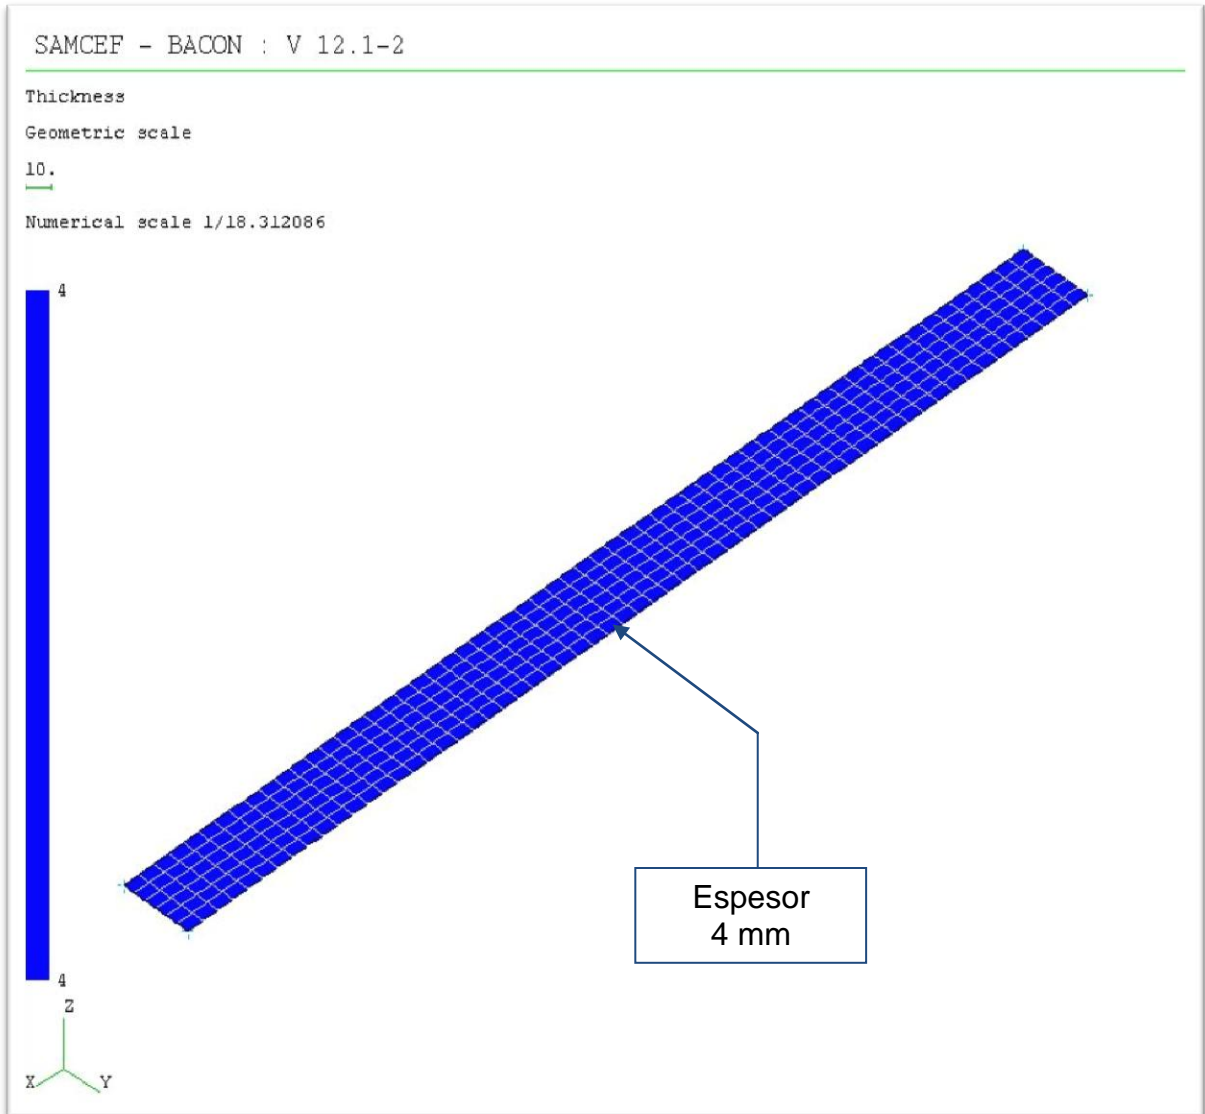 SAMCEF - BACON : V 12.1-2
Thickness
Geometric scale
10.
Numerical scale 1/18.312086
4
Espesor
4 mm
4
Z
X
Y